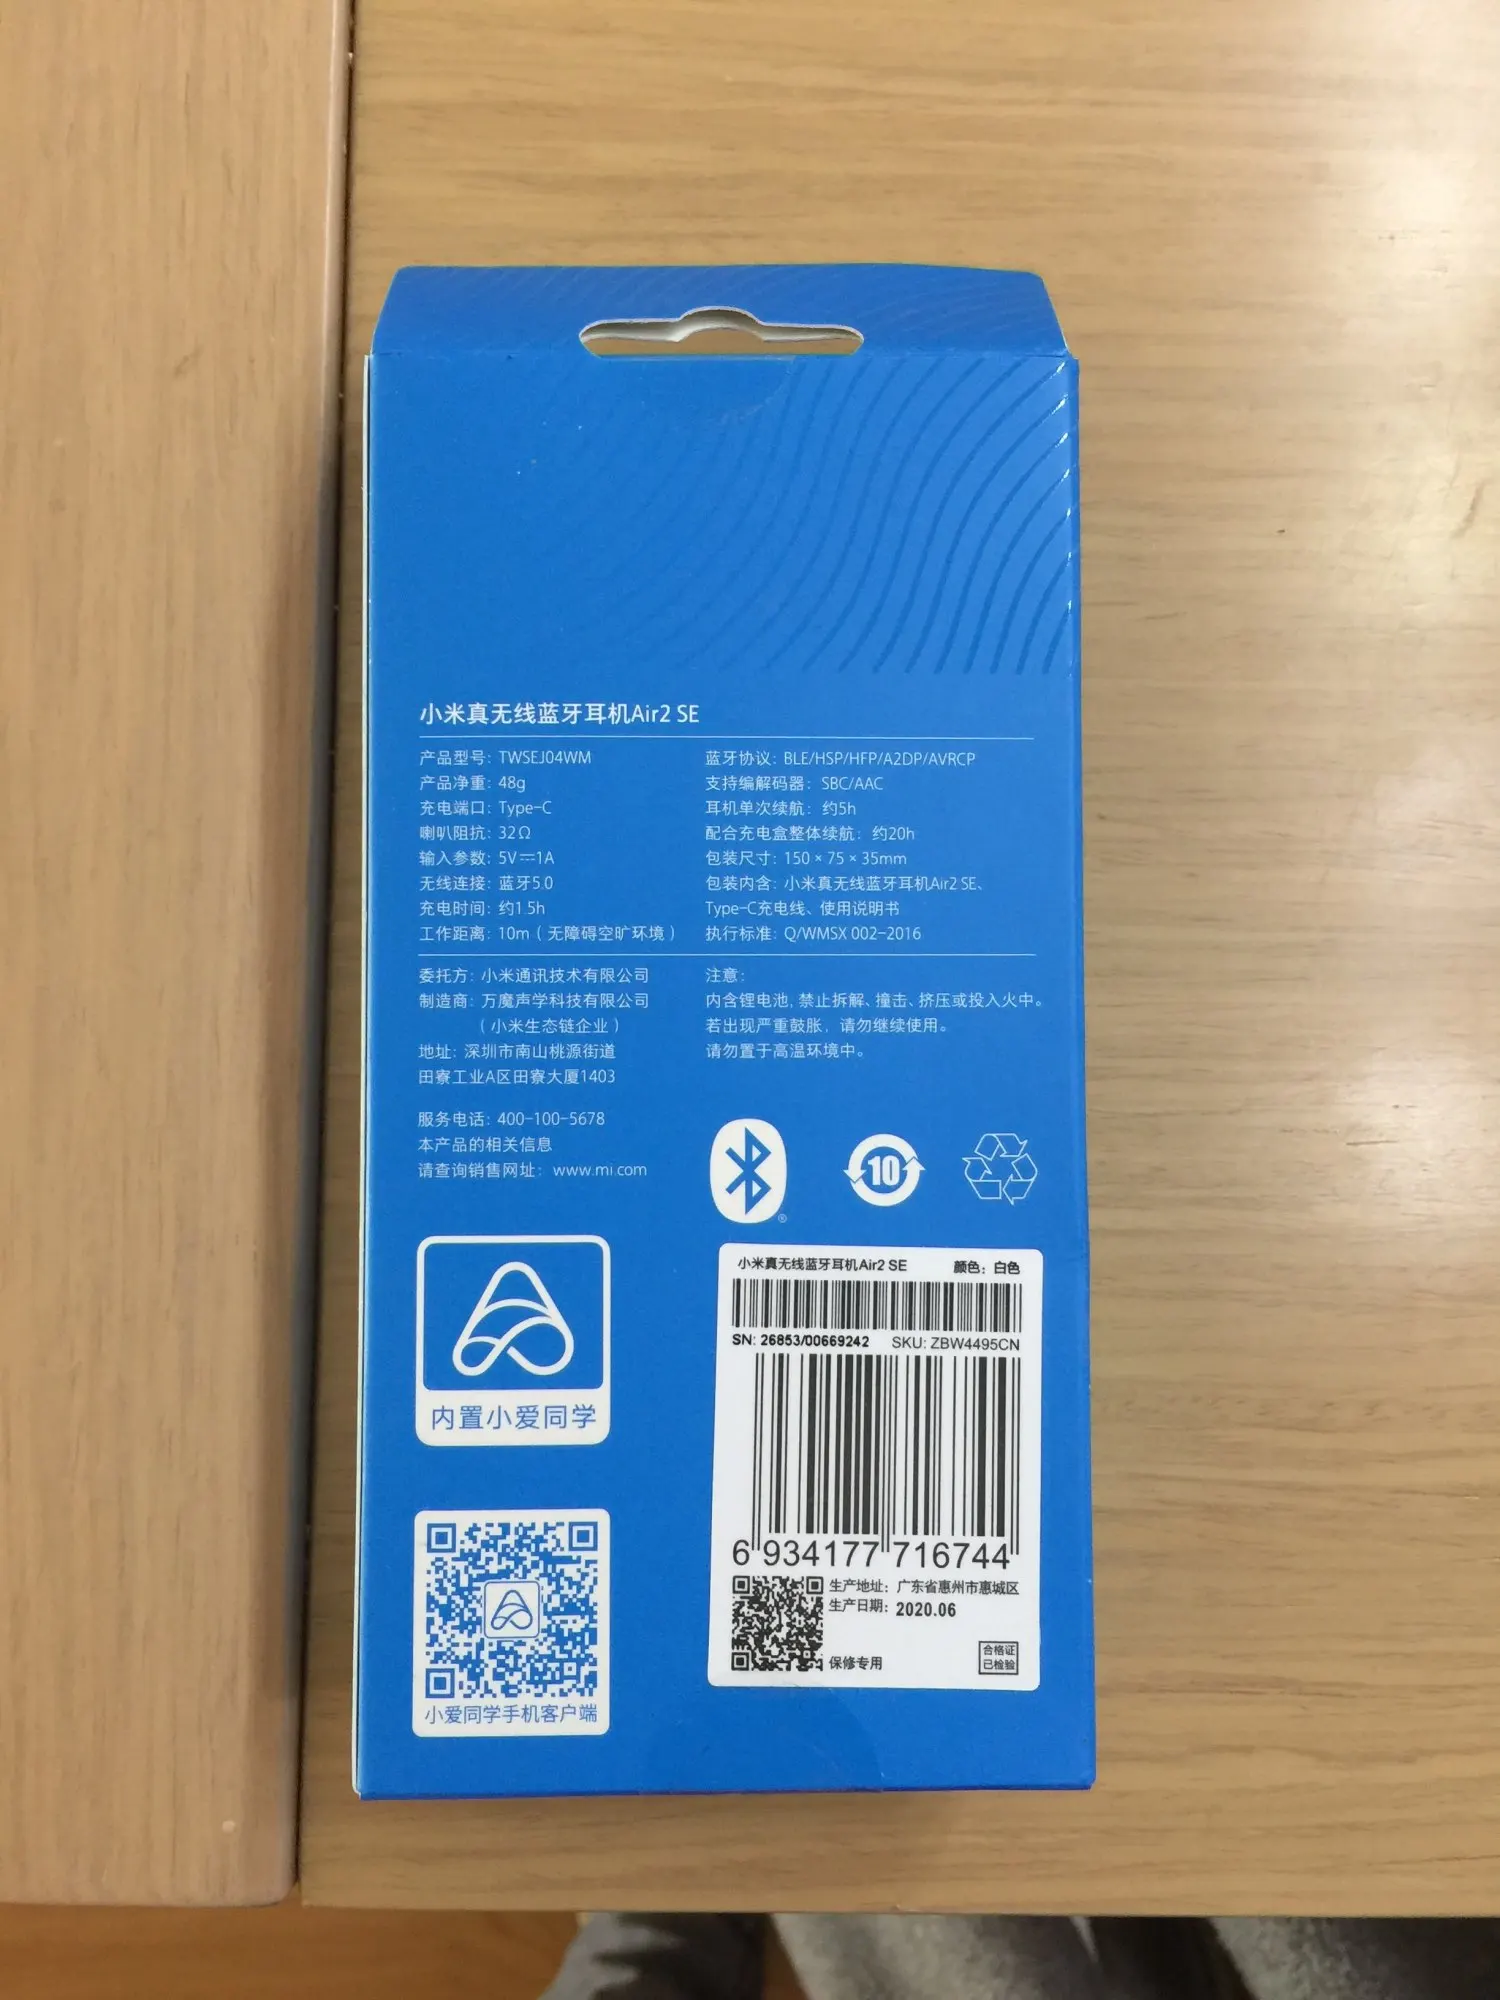 小米真无线蓝牙耳机Air2 SE
产品型号: TWSEJ04WM
产品净重: 48g
充电端口: Type-C
喇叭阻抗: 32Ω
输入参数: 5V⎓1A
无线连接: 蓝牙5.0
充电时间: 约1.5h
工作距离: 10m（无障碍空旷环境）
蓝牙协议: BLE/HSP/HFP/A2DP/AVRCP
支持编解码器: SBC/AAC
耳机单次续航: 约5h
配合充电盒整体续航: 约20h
包装尺寸: 150×75×35mm
包装内含: 小米真无线蓝牙耳机Air2 SE、
Type-C充电线、使用说明书
执行标准: Q/WMSX 002-2016
委托方: 小米通讯技术有限公司
制造商: 万魔声学科技有限公司
（小米生态链企业）
地址: 深圳市南山桃源街道
田寮工业A区田寮大厦1403
服务电话: 400-100-5678
本产品的相关信息
请查询销售网址: www.mi.com
注意:
内含锂电池, 禁止拆解、撞击、挤压或投入火中。
若出现严重鼓胀, 请勿继续使用。
请勿置于高温环境中。
10
内置小爱同学
小爱同学手机客户端
小米真无线蓝牙耳机Air2 SE 颜色: 白色
SN: 26853/00669242 SKU: ZBW4495CN
6 934177 716744
生产地址: 广东省惠州市惠城区
生产日期: 2020.06
保修专用
合格证
已检验